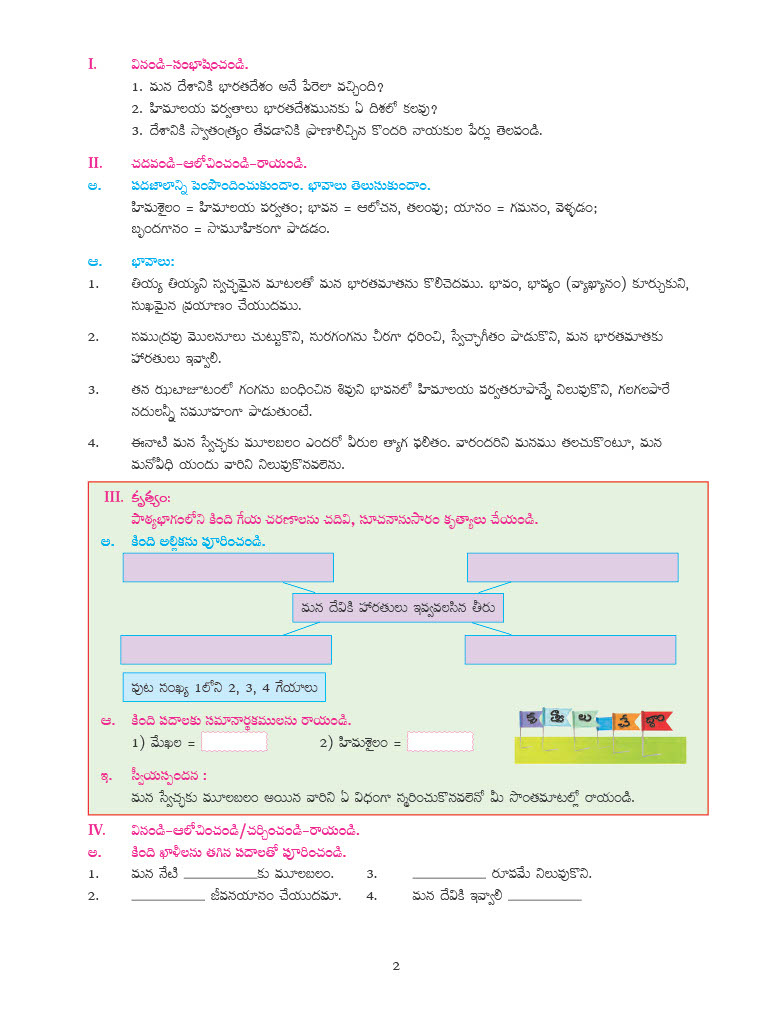 I. వినండి-సంభాషించండి.
1. మన దేశానికి భారతదేశం అనే పేరెలా వచ్చింది?
2. హిమాలయ పర్వతాలు భారతదేశమునకు ఏ దిశలో కలవు?
3. దేశానికి స్వాతంత్ర్యం తేవడానికి ప్రాణాలిచ్చిన కొందరి నాయకుల పేర్లు తెలపండి.
II. చదవండి-ఆలోచించండి-రాయండి.
అ. పదజాలాన్ని పెంపొందించుకుందాం. భావాలు తెలుసుకుందాం.
హిమశైలం = హిమాలయ పర్వతం; భావన = ఆలోచన, తలంపు; యానం = గమనం, వెళ్ళడం;
బృందగానం = సామూహికంగా పాడడం.
ఆ. భావాలు:
1. తియ్య తియ్యని స్వచ్ఛమైన మాటలతో మన భారతమాతను కొలిచెదము. భావం, భాష్యం (వ్యాఖ్యానం) కూర్చుకుని,
సుఖమైన ప్రయాణం చేయుదము.
2. సముద్రపు మొలనూలు చుట్టుకొని, సురగంగను చీరగా ధరించి, స్వేచ్ఛాగీతం పాడుకొని, మన భారతమాతకు
హారతులు ఇవ్వాలి.
3. తన ఝటాజూటంలో గంగను బంధించిన శివుని భావనలో హిమాలయ పర్వతరూపాన్నే నిలువుకొని, గలగలపారే
నదులన్నీ సమూహంగా పాడుతుంటే.
4. ఈనాటి మన స్వేచ్ఛకు మూలబలం ఎందరో వీరుల త్యాగ ఫలితం. వారందరిని మనము తలచుకొంటూ, మన
మనోవీధి యందు వారిని నిలువుకొనవలెను.
III. కృత్యం:
పాఠ్యభాగంలోని కింది గేయ చరణాలను చదివి, సూచనానుసారం కృత్యాలు చేయండి.
అ. కింది అల్లికను పూరించండి.
మన దేవికి హారతులు ఇవ్వవలసిన తీరు
పుట సంఖ్య 1లోని 2, 3, 4 గేయాలు
ఆ. కింది పదాలకు సమానార్థకములను రాయండి.
1) మేఖల = 2) హిమశైలం =
ఇ. స్వీయస్పందన :
మన స్వేచ్ఛకు మూలబలం అయిన వారిని ఏ విధంగా స్మరించుకొనవలెనో మీ సొంతమాటల్లో రాయండి.
IV. వినండి-ఆలోచించండి/చర్చించండి-రాయండి.
అ. కింది ఖాళీలను తగిన పదాలతో పూరించండి.
1. మన నేటి ___________కు మూలబలం. 3. ___________ రూపమే నిలువుకొని.
2. ___________ జీవనయానం చేయుదమా. 4. మన దేవికి ఇవ్వాలి ___________
2